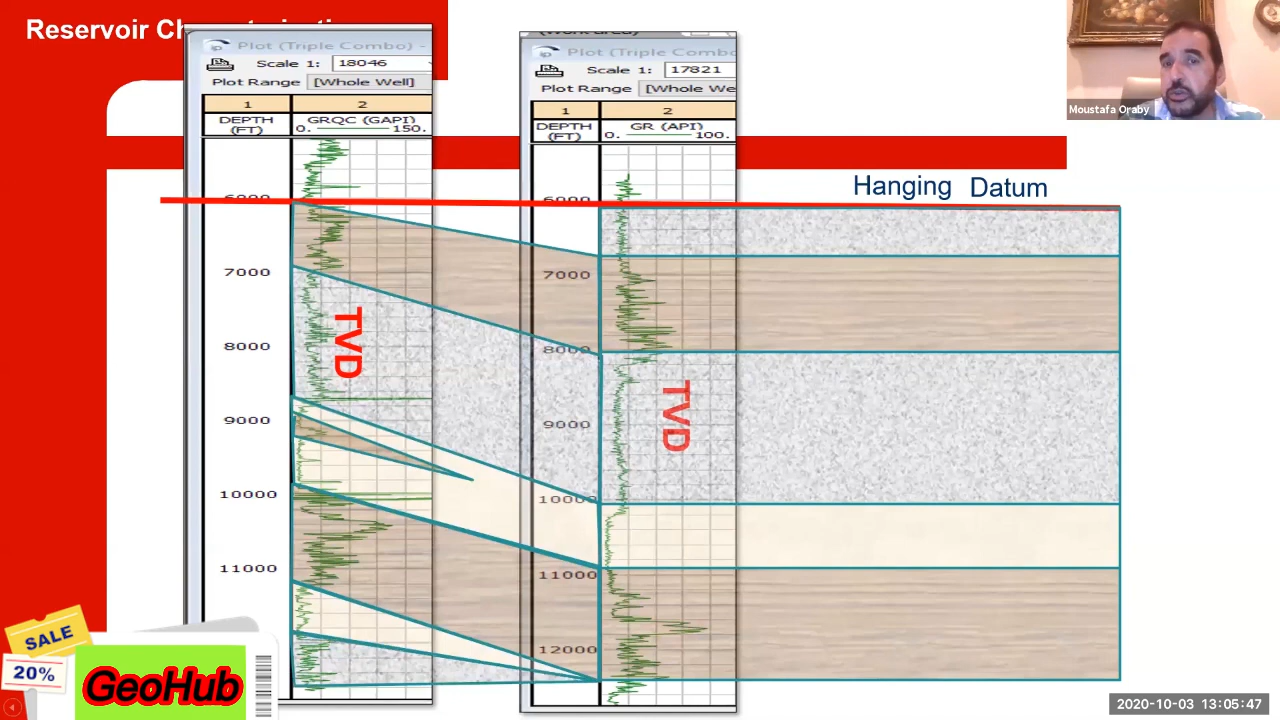 Reservoir Ch
Plot (Triple Combo) -
Scale 1: 18046
Plot Range [Whole Well]
1 2
DEPTH (FT) GRQC (GAPI)
0. 150.
6000
7000
8000
9000
10000
11000
TVD
Plot (Triple Combo
Scale 1: 17821
Plot Range [Whole We
1 2
DEPTH (FT) GR (API)
0. 100.
6000
7000
8000
9000
10000
11000
12000
TVD
Hanging Datum
Moustafa Oraby
SALE
20%
GeoHub
2020-10-03 13:05:47